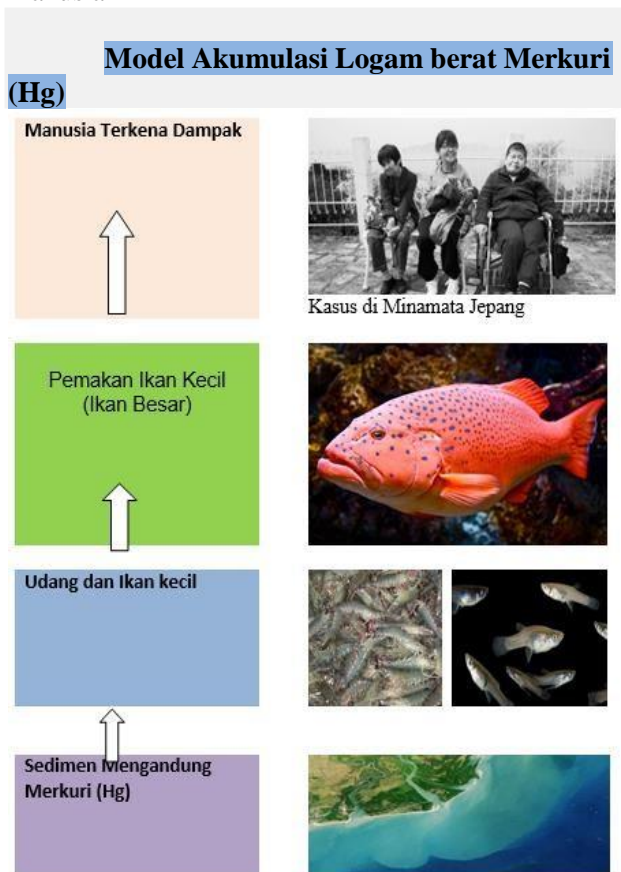 Model Akumulasi Logam berat Merkuri
(Hg)
Manusia Terkena Dampak
Kasus di Minamata Jepang
Pemakan Ikan Kecil
(Ikan Besar)
Udang dan Ikan kecil
Sedimen Mengandung
Merkuri (Hg)